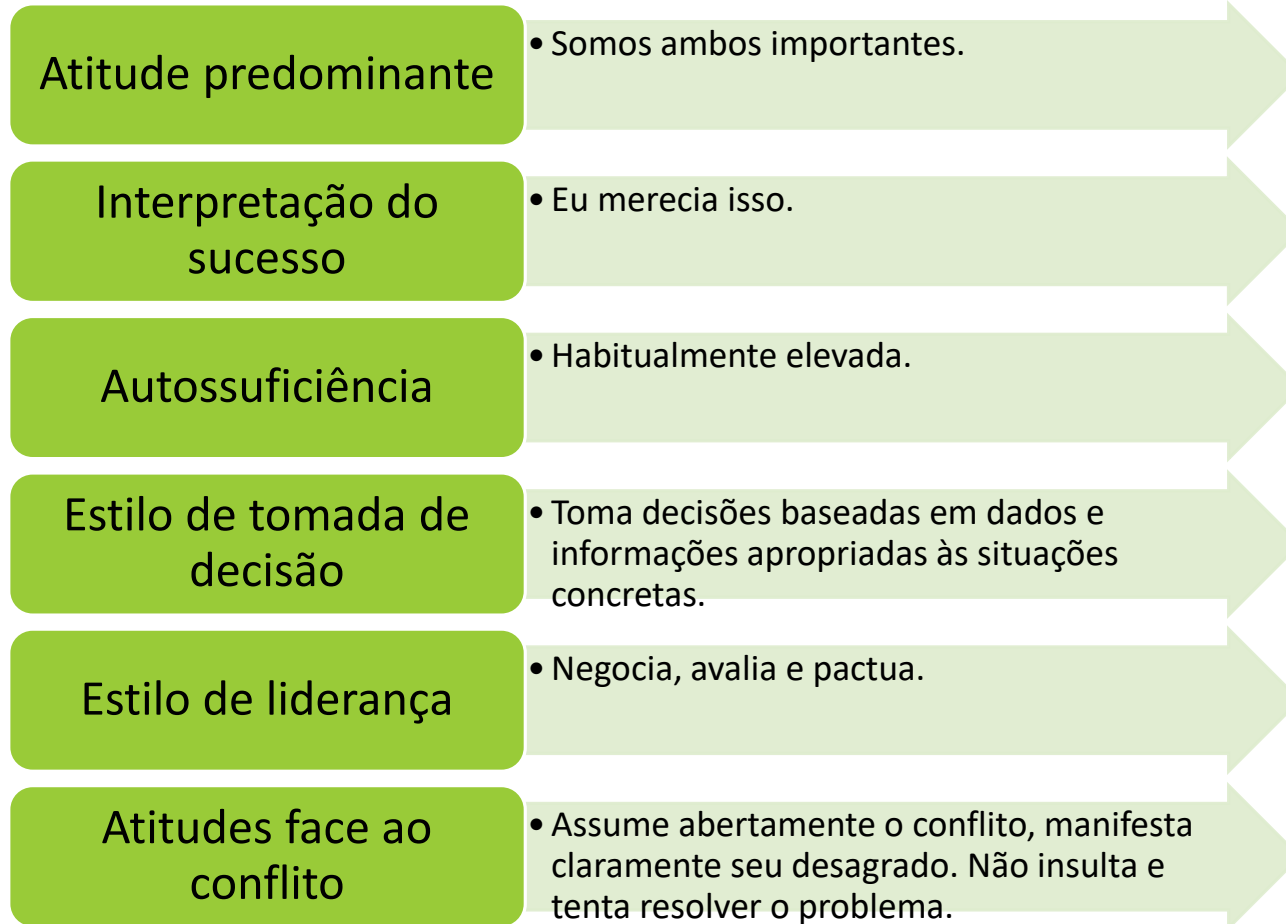 Atitude predominante
• Somos ambos importantes.
Interpretação do
sucesso
• Eu merecia isso.
Autossuficiência
• Habitualmente elevada.
Estilo de tomada de
decisão
• Toma decisões baseadas em dados e
informações apropriadas às situações
concretas.
Estilo de liderança
• Negocia, avalia e pactua.
Atitudes face ao
conflito
• Assume abertamente o conflito, manifesta
claramente seu desagrado. Não insulta e
tenta resolver o problema.